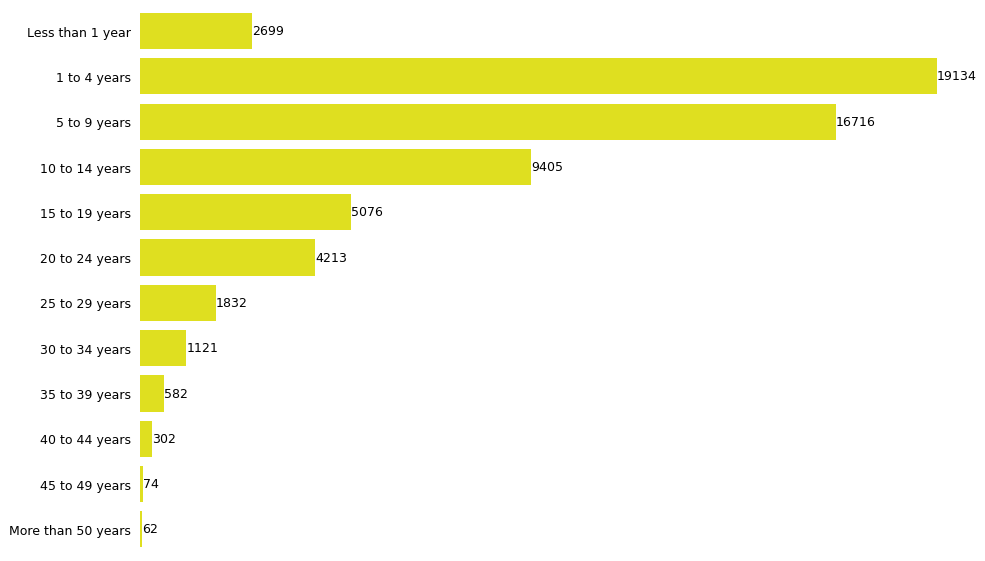 Less than 1 year 2699
1 to 4 years 19134
5 to 9 years 16716
10 to 14 years 9405
15 to 19 years 5076
20 to 24 years 4213
25 to 29 years 1832
30 to 34 years 1121
35 to 39 years 582
40 to 44 years 302
45 to 49 years 74
More than 50 years 62